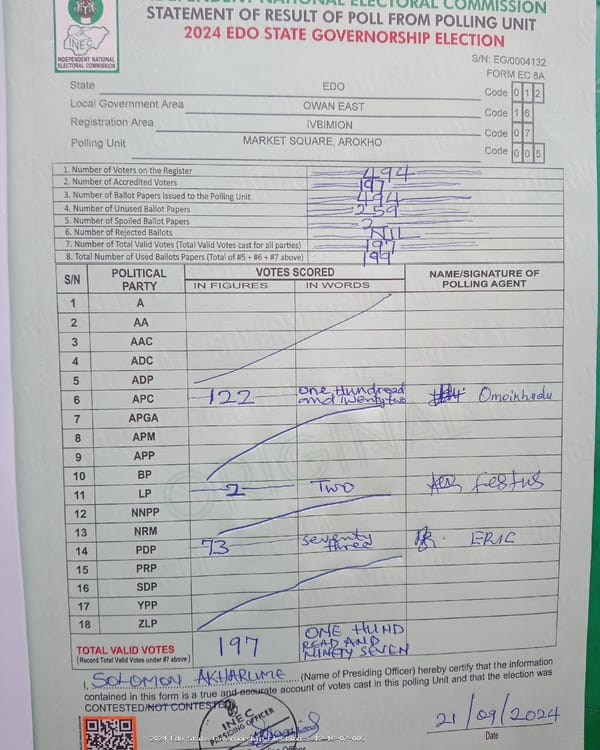 INDEPENDENT NATIONAL ELECTORAL COMMISSION
STATEMENT OF RESULT OF POLL FROM POLLING UNIT
2024 EDO STATE GOVERNORSHIP ELECTION
INEC
INDEPENDENT NATIONAL
ELECTORAL COMMISSION
S/N: EG/0004132
FORM EC 8A
State EDO Code 0 1 2
Local Government Area OWAN EAST Code 1 6
Registration Area IVBIMION Code 0 7
Polling Unit MARKET SQUARE, AROKHO Code 0 0 5
1. Number of Voters on the Register 494
2. Number of Accredited Voters 197
3. Number of Ballot Papers Issued to the Polling Unit 494
4. Number of Unused Ballot Papers 259
5. Number of Spoiled Ballot Papers 2
6. Number of Rejected Ballots NIL
7. Number of Total Valid Votes (Total Valid Votes cast for all parties) 197
8. Total Number of Used Ballots Papers (Total of #5 + #6 + #7 above) 199
S/N POLITICAL PARTY VOTES SCORED NAME/SIGNATURE OF POLLING AGENT
IN FIGURES IN WORDS
1 A
2 AA
3 AAC
4 ADC
5 ADP
6 APC 122 One Hundread and Twenty two Omoikhudu
7 APGA
8 APM
9 APP
10 BP
11 LP 2 TWO Festus
12 NNPP
13 NRM
14 PDP 73 seventy three ERIC
15 PRP
16 SDP
17 YPP
18 ZLP
ORIGINAL
TOTAL VALID VOTES 197 ONE HUND READ AND NINETY SEVEN
(Record Total Valid Votes under #7 above)
I, SOLOMON AKHARUME (Name of Presiding Officer) hereby certify that the information
contained in this form is a true and accurate account of votes cast in this polling Unit and that the election was
CONTESTED/NOT CONTESTED
INEC
PRESIDING OFFICER
21/09/2024
Date